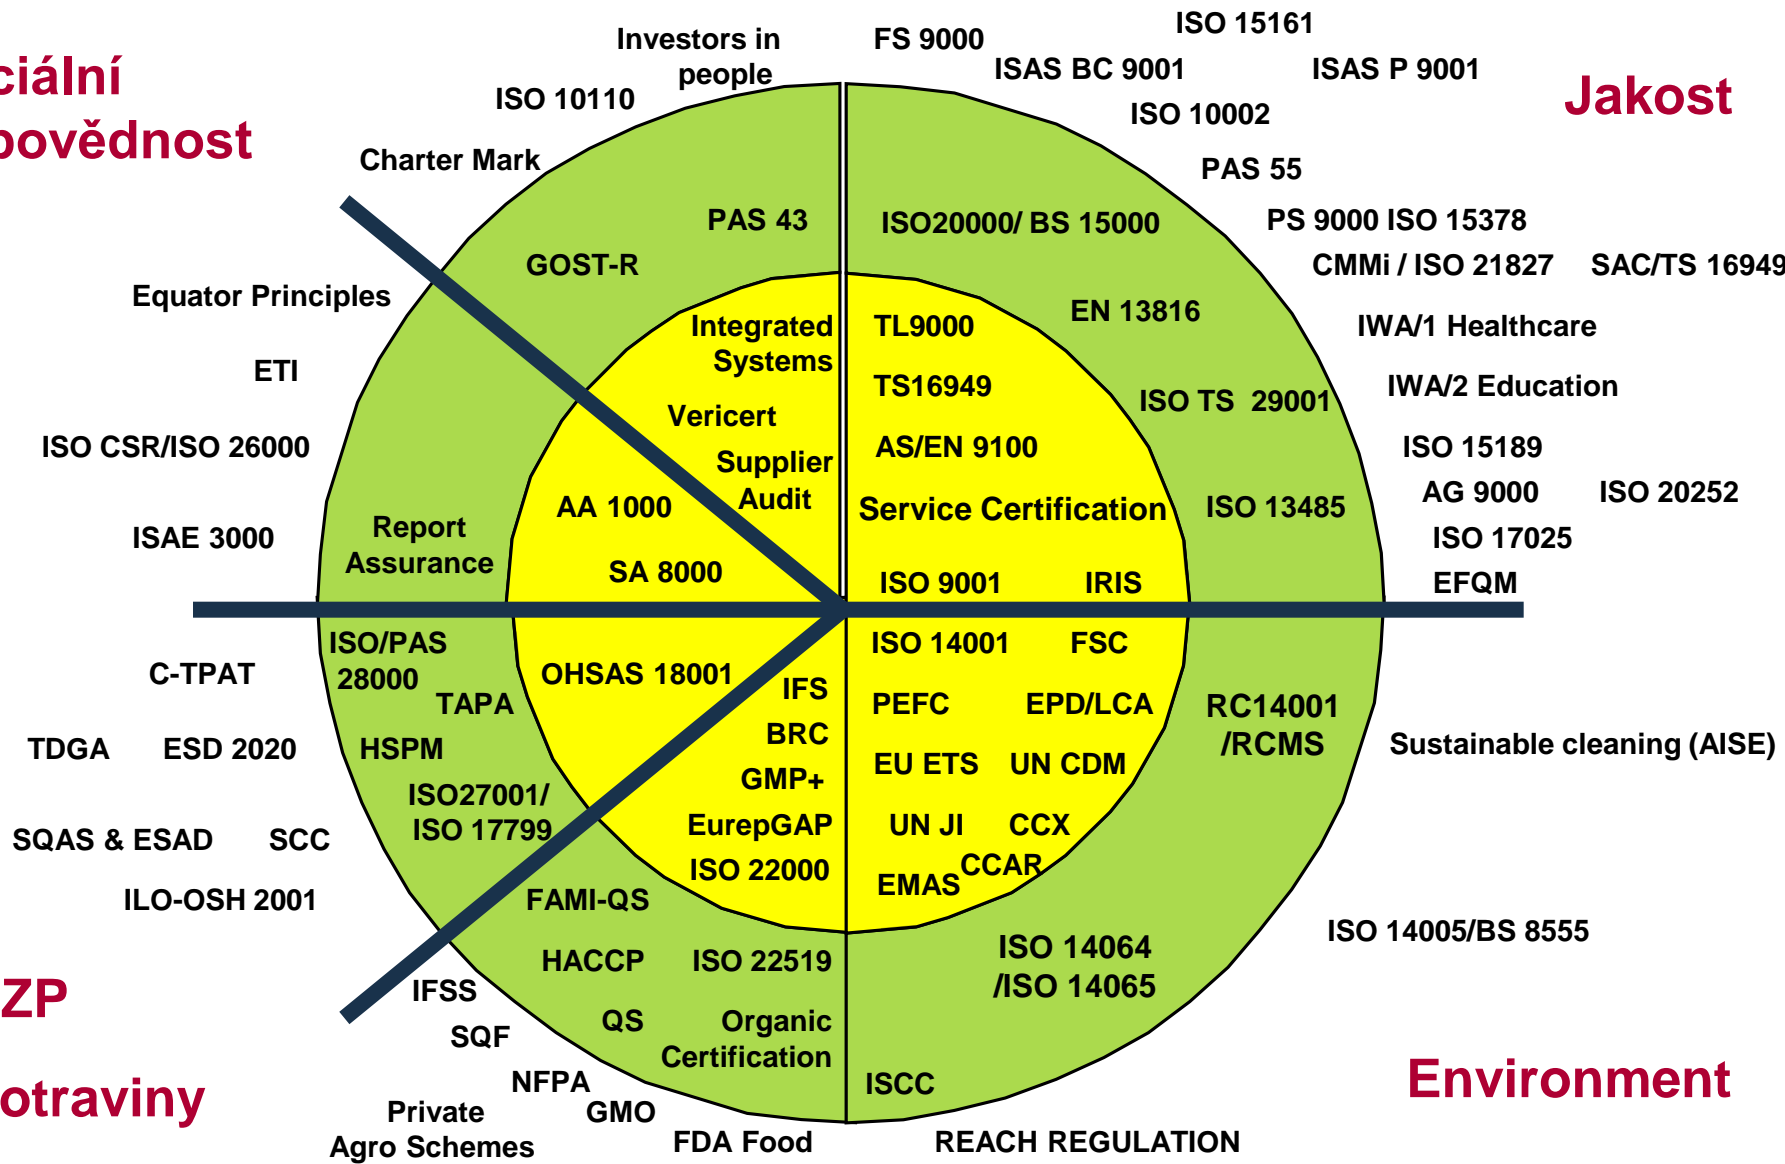 ciální
povědnost
Jakost
Investors in
people
FS 9000
ISO 15161
ISAS BC 9001
ISAS P 9001
ISO 10110
ISO 10002
Charter Mark
PAS 55
PAS 43
ISO20000/ BS 15000
PS 9000 ISO 15378
GOST-R
CMMi / ISO 21827
SAC/TS 16949
Equator Principles
EN 13816
Integrated
Systems
TL9000
IWA/1 Healthcare
ETI
TS16949
ISO TS 29001
IWA/2 Education
Vericert
ISO CSR/ISO 26000
AS/EN 9100
ISO 15189
Supplier
Audit
AG 9000
ISO 20252
AA 1000
Service Certification
ISO 13485
ISAE 3000
Report
Assurance
ISO 17025
SA 8000
ISO 9001
IRIS
EFQM
ISO/PAS
28000
ISO 14001
FSC
C-TPAT
OHSAS 18001
IFS
TAPA
PEFC
EPD/LCA
RC14001
/RCMS
BRC
TDGA
ESD 2020
HSPM
Sustainable cleaning (AISE)
GMP+
EU ETS
UN CDM
ISO27001/
ISO 17799
EurepGAP
UN JI
CCX
SQAS & ESAD
SCC
ISO 22000
CCAR
EMAS
ILO-OSH 2001
FAMI-QS
ISO 14005/BS 8555
HACCP
ISO 22519
ISO 14064
/ISO 14065
ZP
IFSS
QS
Organic
Certification
SQF
NFPA
ISCC
Environment
otraviny
Private
Agro Schemes
GMO
FDA Food
REACH REGULATION